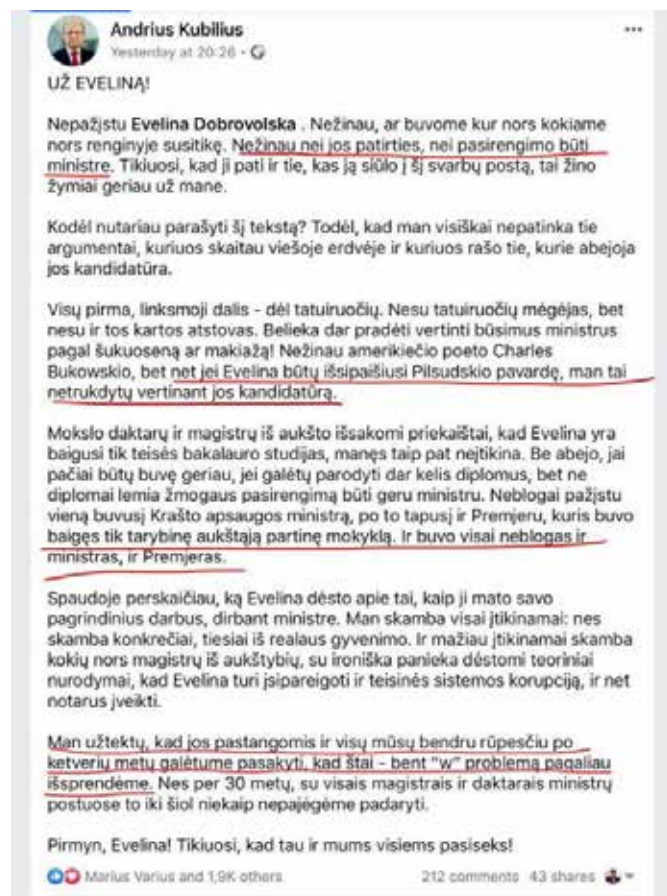 Andrius Kubilius
Yesterday at 20:26 ·
UŽ EVELINĄ!
Nepažįstu Evelina Dobrovolska . Nežinau, ar buvome kur nors kokiame
nors renginyje susitikę. Nežinau nei jos patirties, nei pasirengimo būti
ministre. Tikiuosi, kad ji pati ir tie, kas ją siūlo į šį svarbų postą, tai žino
žymiai geriau už mane.
Kodėl nutariau parašyti šį tekstą? Todėl, kad man visiškai nepatinka tie
argumentai, kuriuos skaitau viešoje erdvėje ir kuriuos rašo tie, kurie abejoja
jos kandidatūra.
Visų pirma, linksmoji dalis - dėl tatuiruočių. Nesu tatuiruočių mėgėjas, bet
nesu ir tos kartos atstovas. Belieka dar pradėti vertinti būsimus ministrus
pagal šukuoseną ar makiažą! Nežinau amerikiečio poeto Charles
Bukowskio, bet net jei Evelina būtų išsipaišiusi Pilsudskio pavardę, man tai
netrukdytų vertinant jos kandidatūrą.
Mokslo daktarų ir magistrų iš aukšto išsakomi priekaištai, kad Evelina yra
baigusi tik teisės bakalauro studijas, manęs taip pat neįtikina. Be abejo, jai
pačiai būtų buvę geriau, jei galėtų parodyti dar kelis diplomus, bet ne
diplomai lemia žmogaus pasirengimą būti geru ministru. Neblogai pažįstu
vieną buvusį Krašto apsaugos ministrą, po to tapusį ir Premjeru, kuris buvo
baigęs tik tarybinę aukštąją partinę mokyklą. Ir buvo visai neblogas ir
ministras, ir Premjeras.
Spaudoje perskaičiau, ką Evelina dėsto apie tai, kaip ji mato savo
pagrindinius darbus, dirbant ministre. Man skamba visai įtikinamai: nes
skamba konkrečiai, tiesiai iš realaus gyvenimo. Ir mažiau įtikinamai skamba
kokių nors magistrų iš aukštybių, su ironiška panieka dėstomi teoriniai
nurodymai, kad Evelina turi įsipareigoti ir teisinės sistemos korupciją, ir net
notarus įveikti.
Man užtektų, kad jos pastangomis ir visų mūsų bendru rūpesčiu po
ketverių metų galėtume pasakyti, kad štai - bent "w" problemą pagaliau
išsprendėme. Nes per 30 metų, su visais magistrais ir daktarais ministrų
postuose to iki šiol niekaip nepajėgėme padaryti.
Pirmyn, Evelina! Tikiuosi, kad tau ir mums visiems pasiseks!
Marius Varius and 1,9K others
212 comments 43 shares